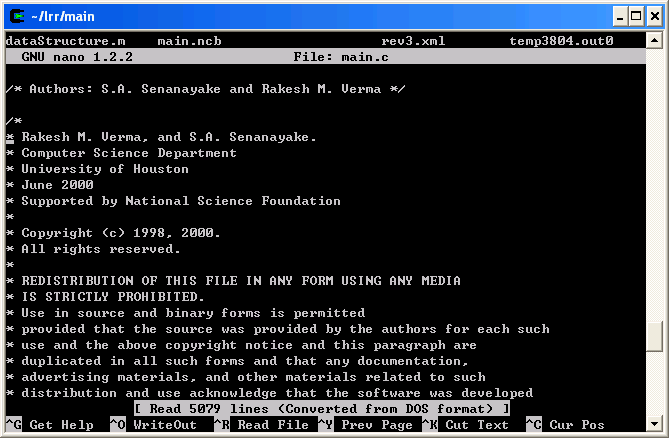 ~/lrr/main
dataStructure.m main.ncb rev3.xml temp3804.out0
GNU nano 1.2.2 File: main.c
/* Authors: S.A. Senanayake and Rakesh M. Verma */
/*
* Rakesh M. Verma, and S.A. Senanayake.
* Computer Science Department
* University of Houston
* June 2000
* Supported by National Science Foundation
*
* Copyright (c) 1998, 2000.
* All rights reserved.
*
* REDISTRIBUTION OF THIS FILE IN ANY FORM USING ANY MEDIA
* IS STRICTLY PROHIBITED.
* Use in source and binary forms is permitted
* provided that the source was provided by the authors for each such
* use and the above copyright notice and this paragraph are
* duplicated in all such forms and that any documentation,
* advertising materials, and other materials related to such
* distribution and use acknowledge that the software was developed
[ Read 5079 lines (Converted from DOS format) ]
^G Get Help ^O WriteOut ^R Read File ^Y Prev Page ^K Cut Text ^C Cur Pos